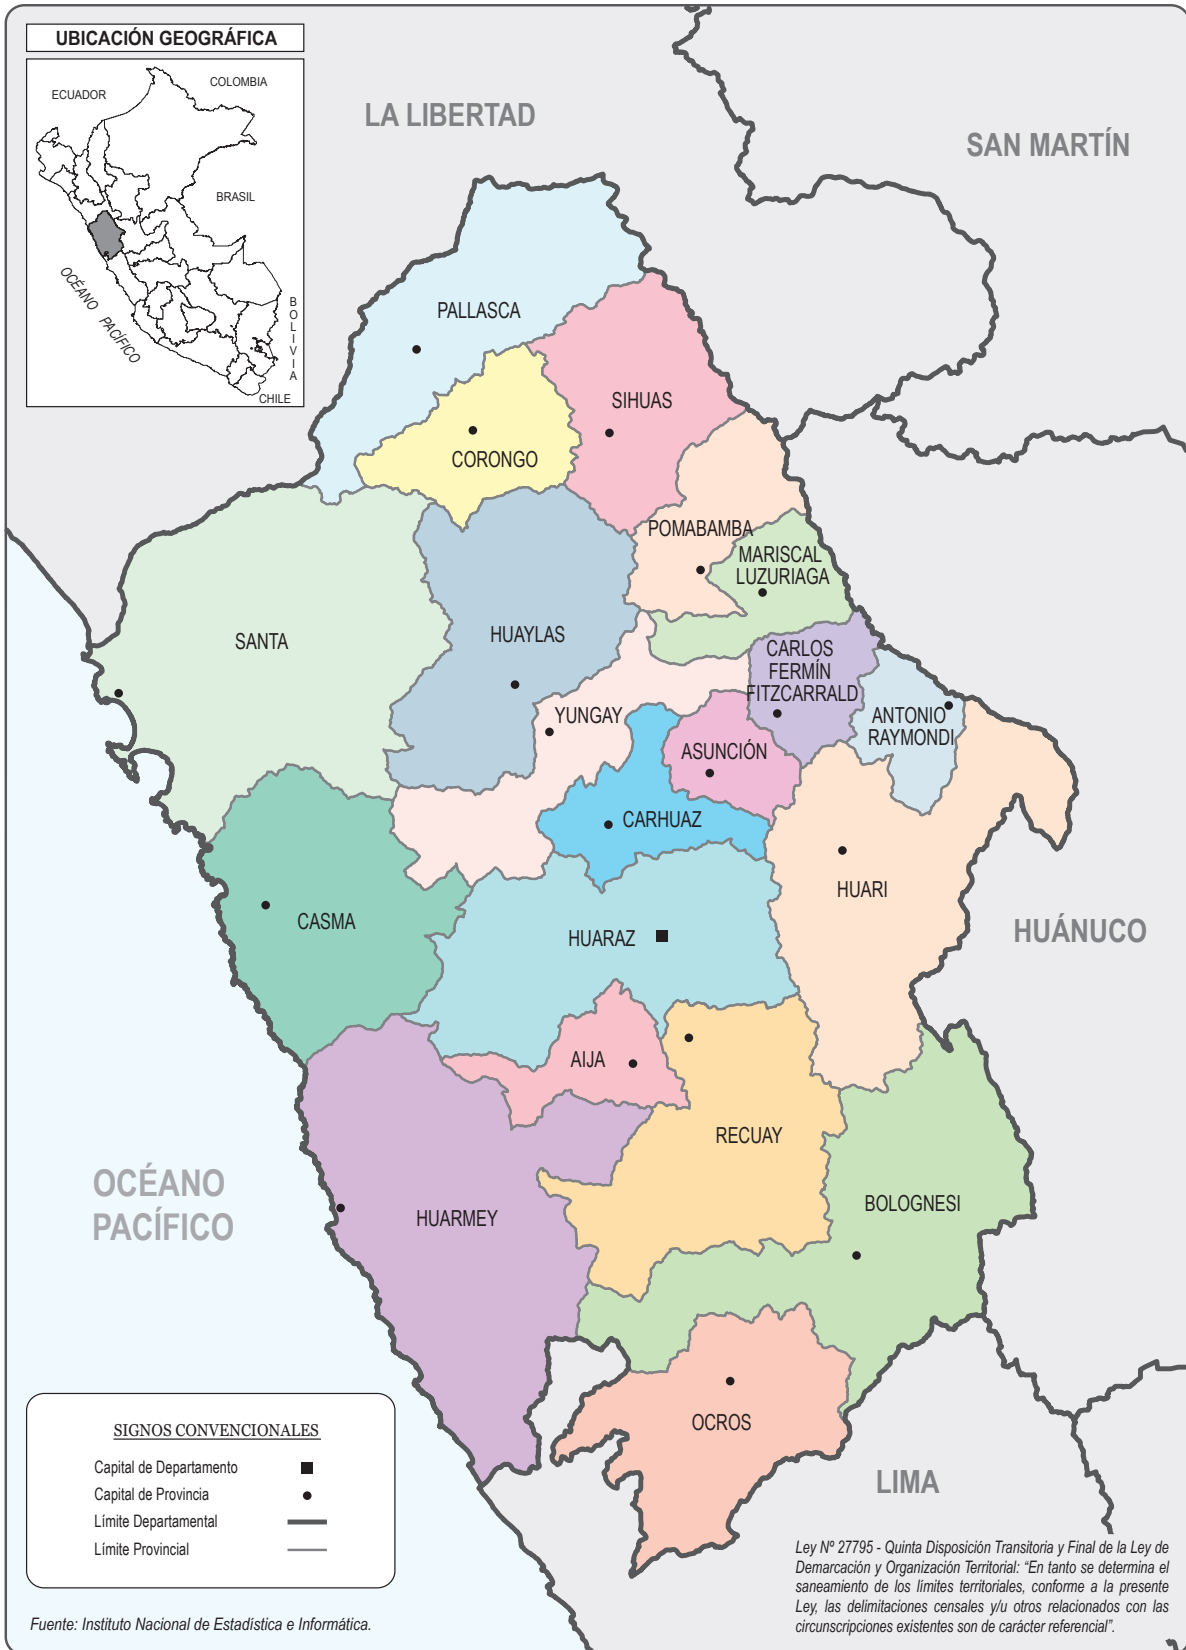 UBICACIÓN GEOGRÁFICA
COLOMBIA
ECUADOR
BRASIL
OCÉANO PACÍFICO
BOLIVIA
CHILE
LA LIBERTAD
SAN MARTÍN
PALLASCA
SIHUAS
CORONGO
POMABAMBA
MARISCAL
LUZURIAGA
SANTA
HUAYLAS
CARLOS
FERMÍN
FITZCARRALD
YUNGAY
ANTONIO
RAYMONDI
ASUNCIÓN
CARHUAZ
HUARI
CASMA
HUARAZ
HUÁNUCO
AIJA
RECUAY
OCÉANO
PACÍFICO
HUARMEY
BOLOGNESI
OCROS
LIMA
SIGNOS CONVENCIONALES
Capital de Departamento
Capital de Provincia
Límite Departamental
Límite Provincial
Fuente: Instituto Nacional de Estadística e Informática.
Ley Nº 27795 - Quinta Disposición Transitoria y Final de la Ley de
Demarcación y Organización Territorial: “En tanto se determina el
saneamiento de los límites territoriales, conforme a la presente
Ley, las delimitaciones censales y/u otros relacionados con las
circunscripciones existentes son de carácter referencial”.